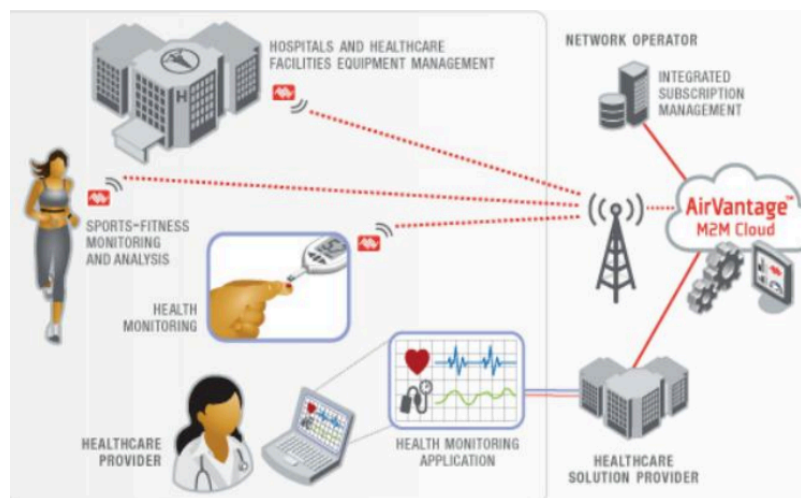 HOSPITALS AND HEALTHCARE
FACILITIES EQUIPMENT MANAGEMENT
H
NETWORK OPERATOR
INTEGRATED
SUBSCRIPTION
MANAGEMENT
AirVantage™
M2M Cloud
SPORTS-FITNESS
MONITORING
AND ANALYSIS
HEALTH
MONITORING
HEALTHCARE
PROVIDER
HEALTH MONITORING
APPLICATION
HEALTHCARE
SOLUTION PROVIDER